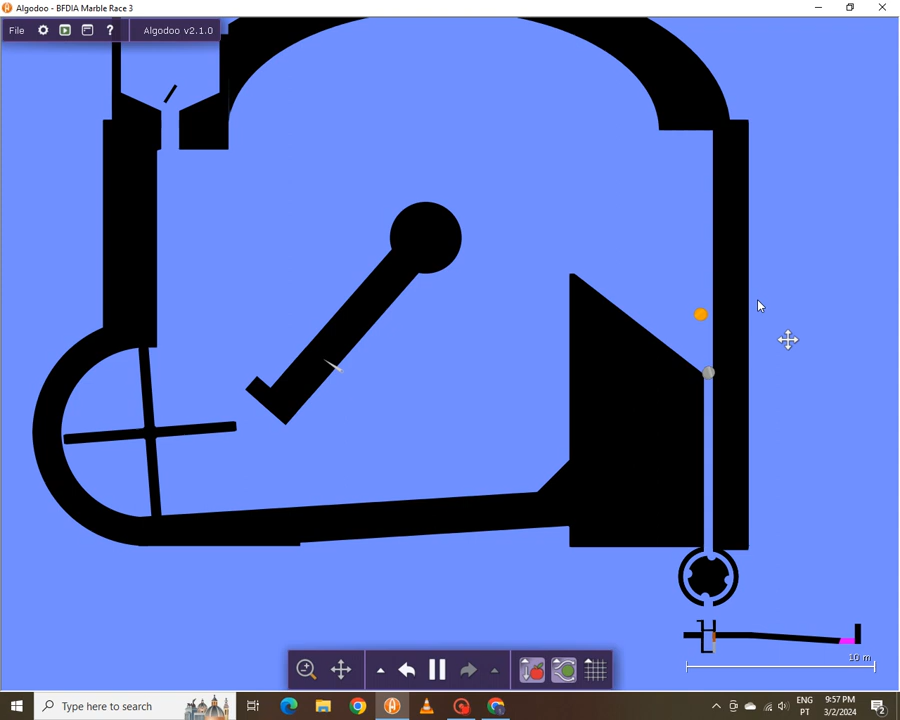 Algodoo - BFDIA Marble Race 3
File ? Algodoo v2.1.0
10 m
Type here to search
ENG
PT
9:57 PM
3/2/2024
2